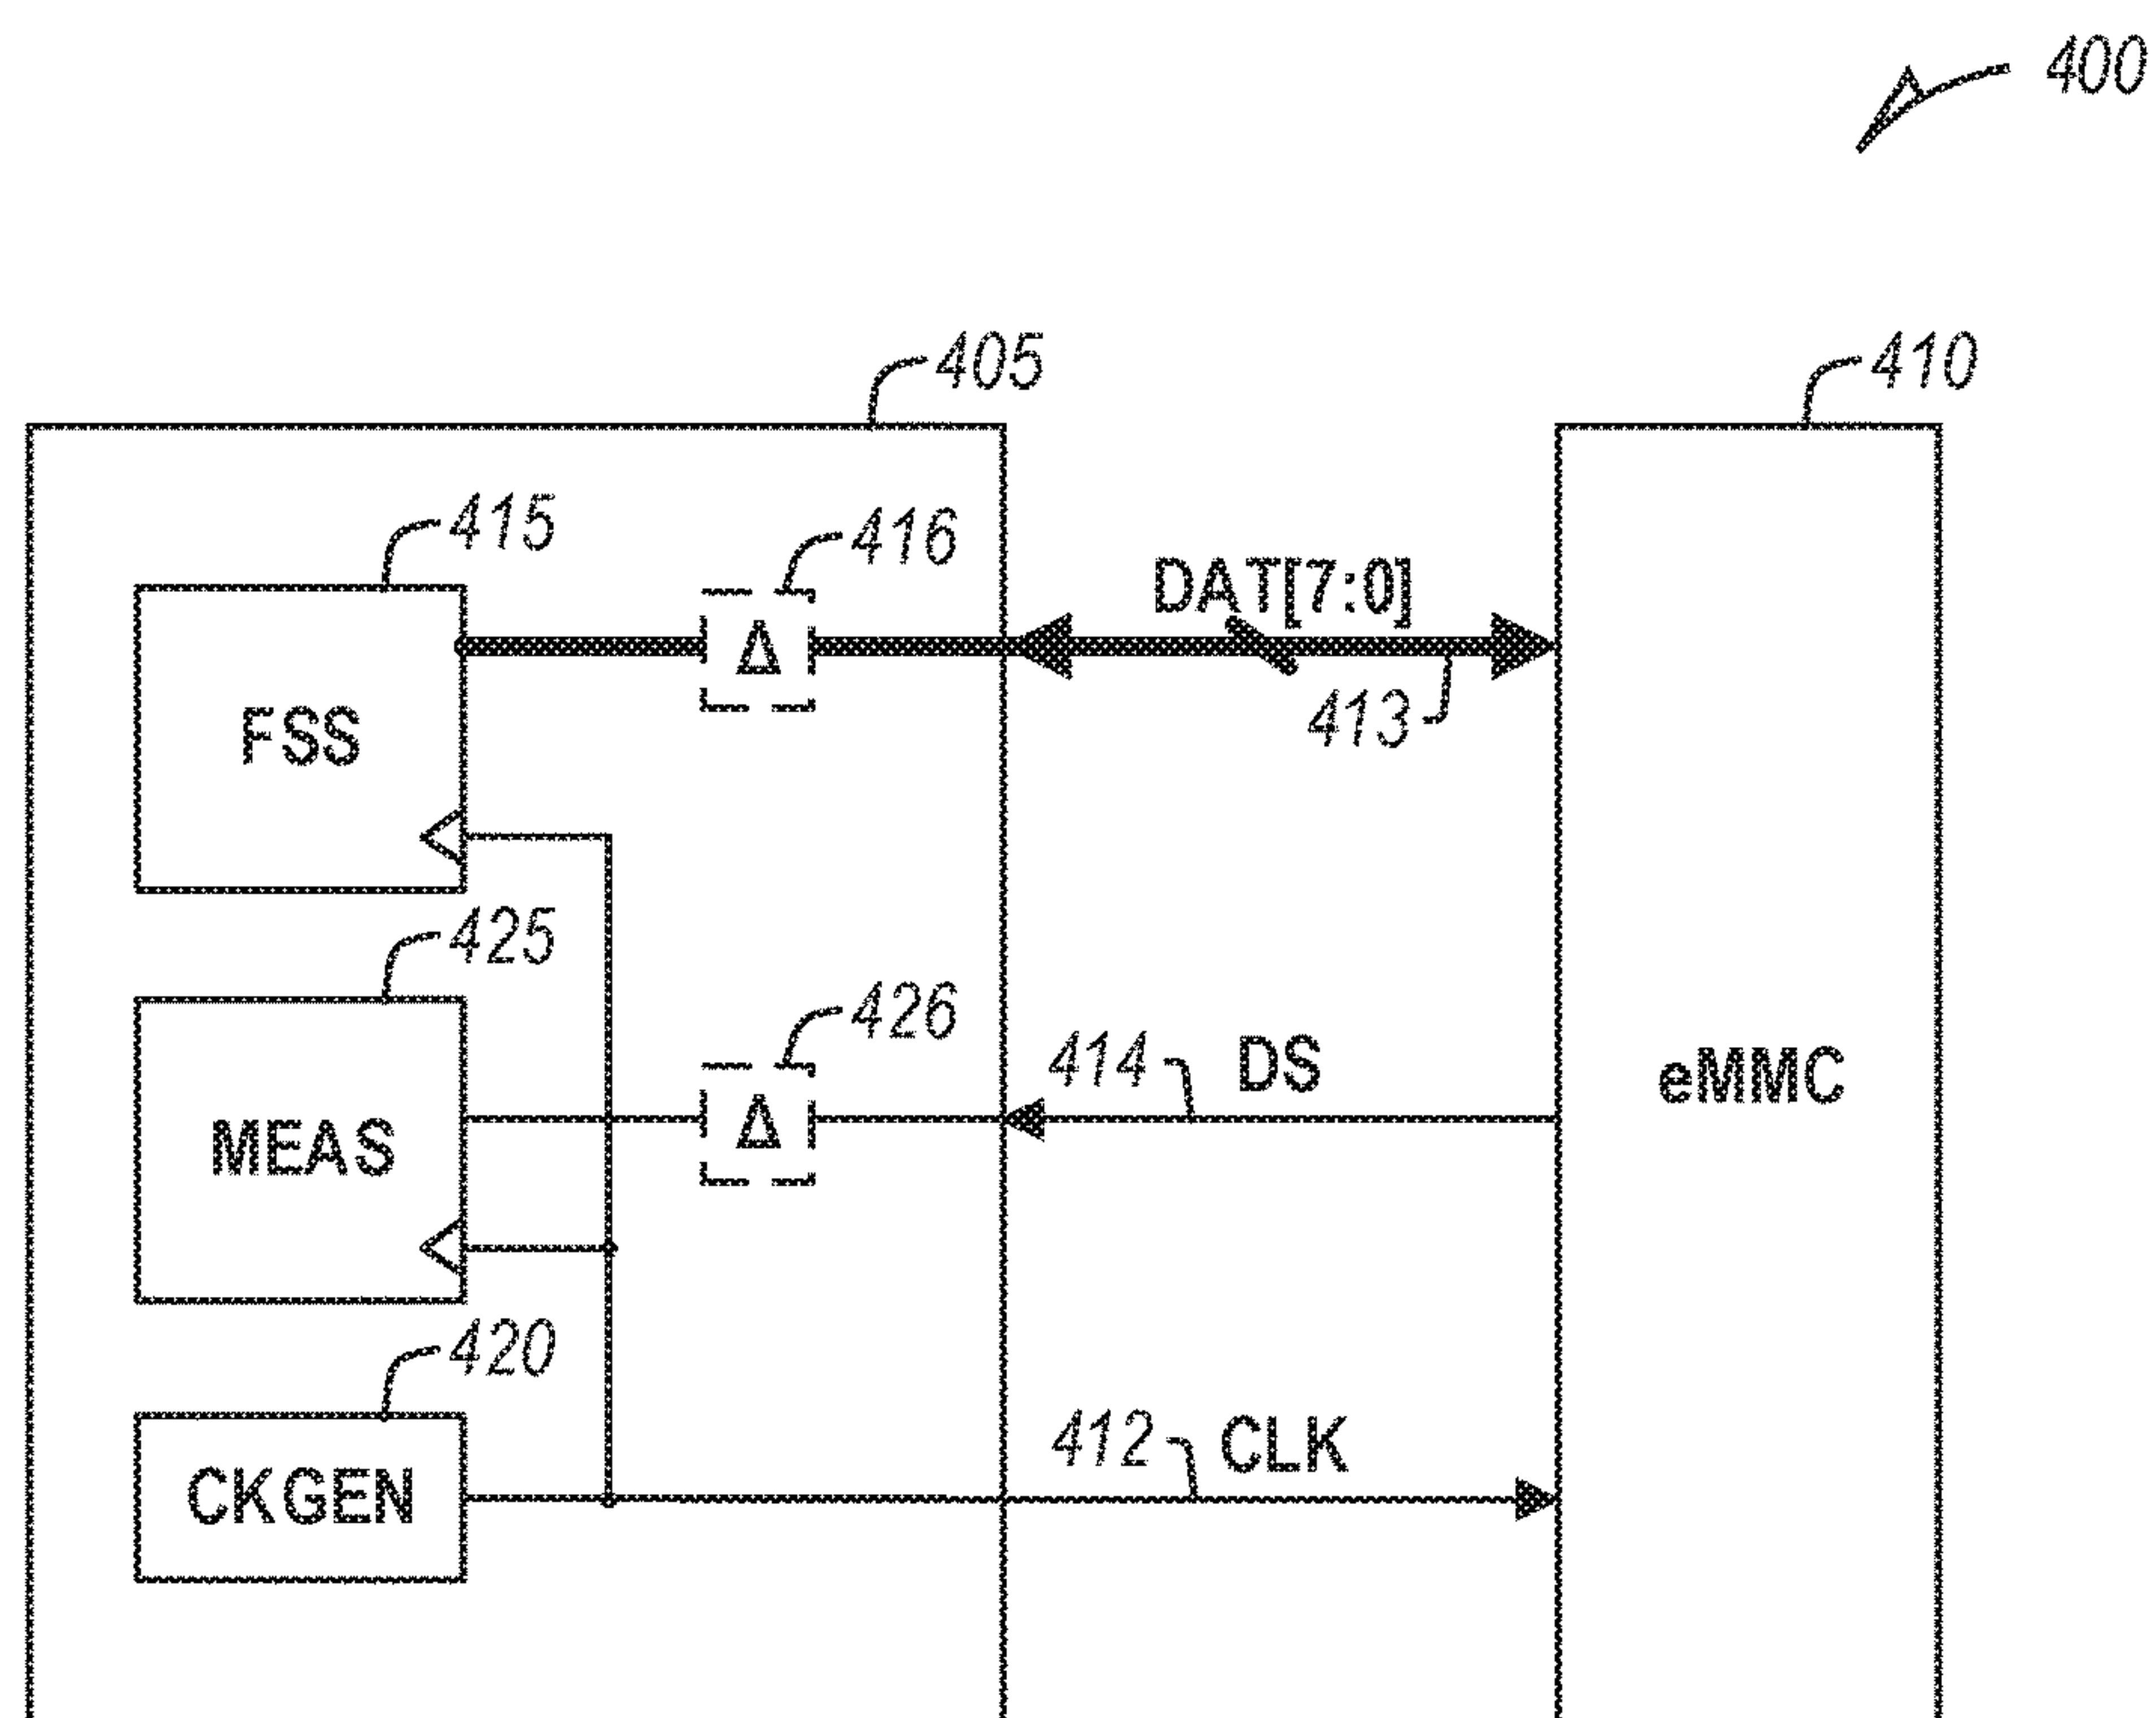 400
405
410
415
416
DAT[7:0]
413
FSS
425
426
414
DS
eMMC
Δ
Δ
MEAS
420
412
CLK
CKGEN